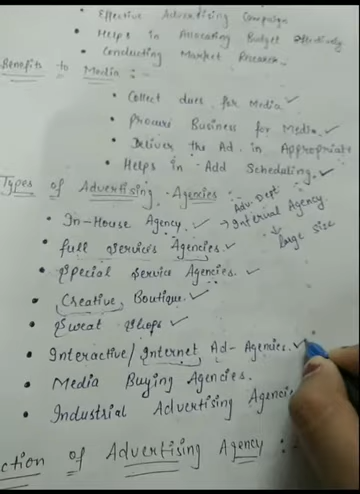 • Effective Advertising Campaign
• Helps in Allocating Budget effectively
• Conducting Market Research.
Benefits to Media :-
• Collect dues for Media ✓
• Procure Business for Media. ✓
• Deliver the Ad. in Appropriate
• Helps in Add Scheduling. ✓
Types of Advertising Agencies :
• In-House Agency. ✓ → Internal Agency
Adv. Dept
↓
Large Size
• full Services Agencies. ✓
• Special Service Agencies. ✓
• Creative Boutique. ✓
• Sweat Shops ✓
• Interactive/Internet Ad-Agencies. ✓
• Media Buying Agencies.
• Industrial Advertising Agencie
ction of Advertising Agency :-